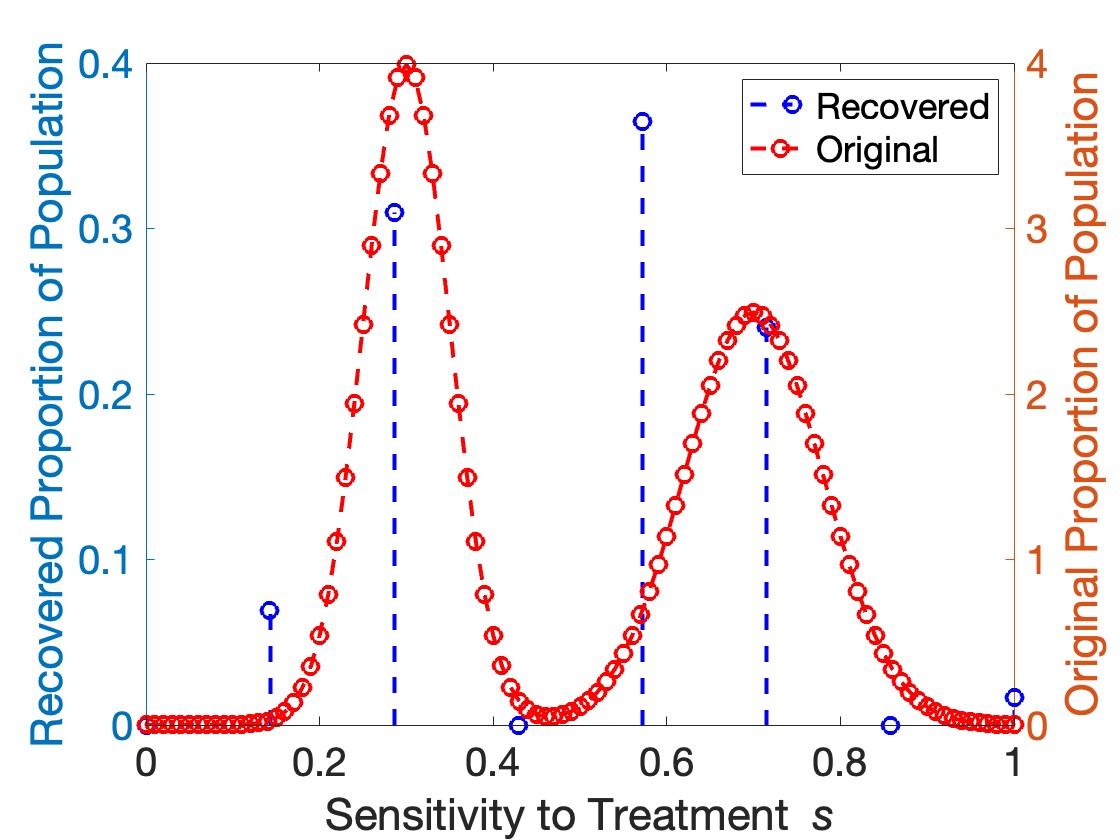 Recovered Proportion of Population
0.4
0.3
0.2
0.1
0
Recovered
Original
4
3
2
1
0
Original Proportion of Population
0 0.2 0.4 0.6 0.8 1
Sensitivity to Treatment s